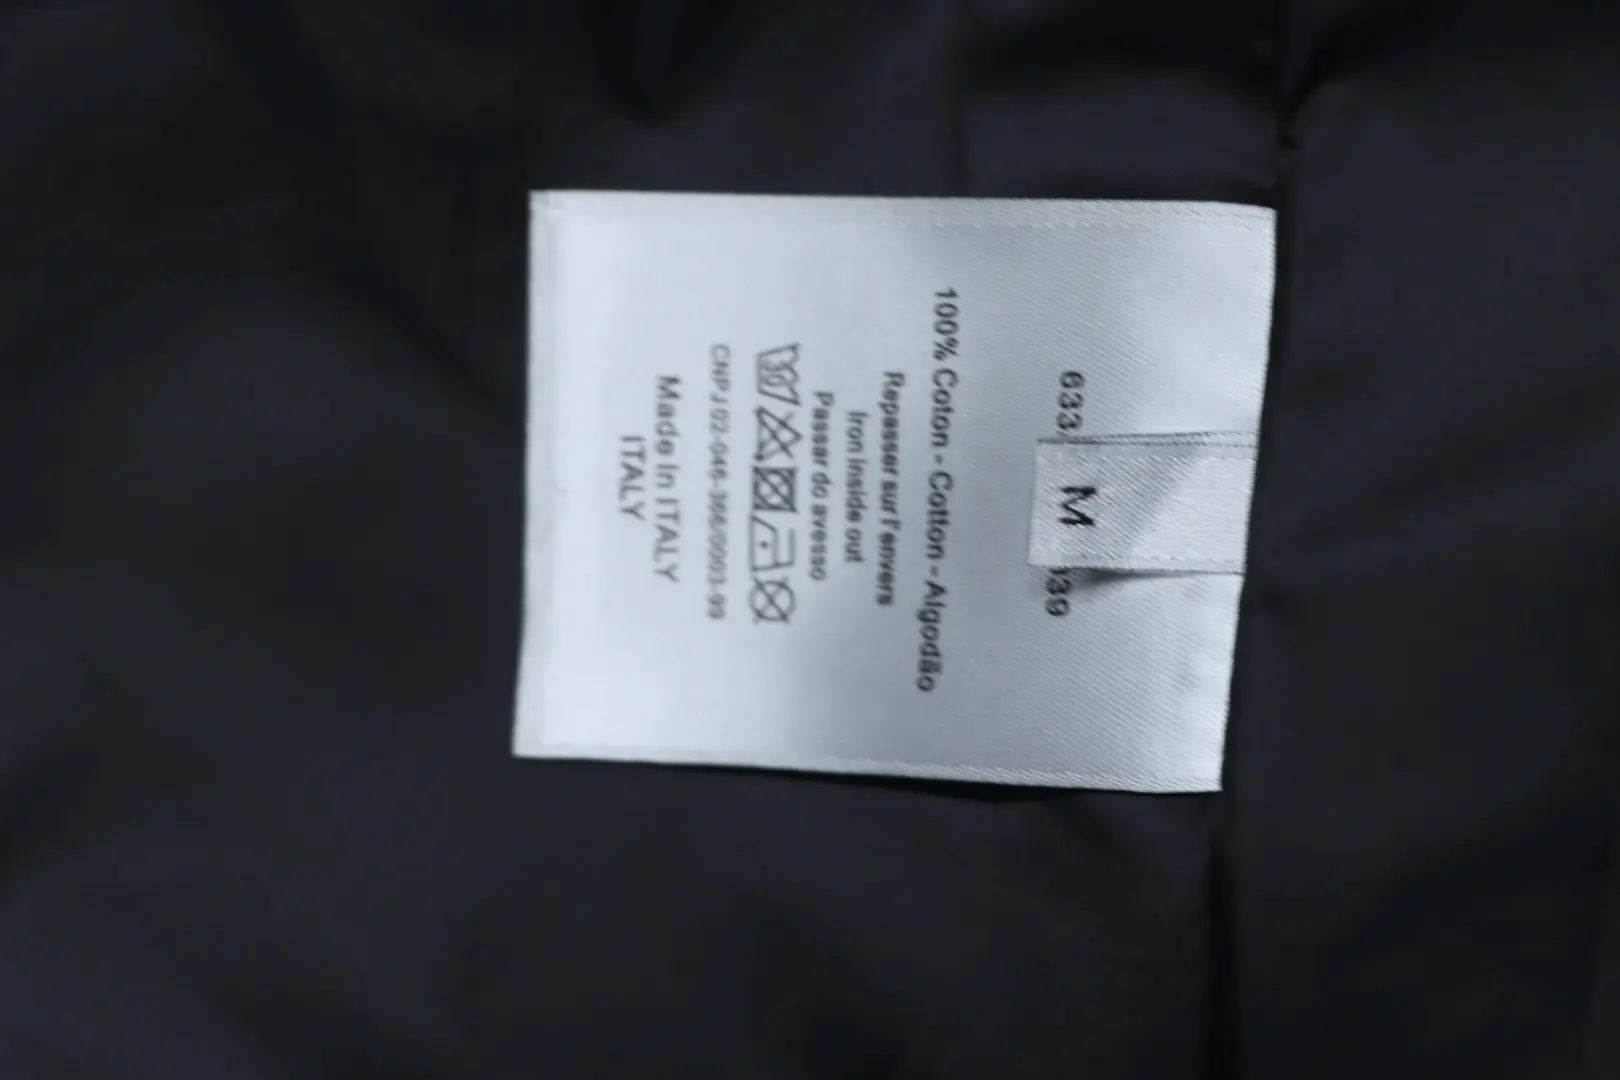 633
M
139
100% Coton - Cotton - Algodão
Repasser sur l'envers
Iron inside out
Passar do avesso
CNPJ 02-046-366/0003-99
Made In ITALY
ITALY